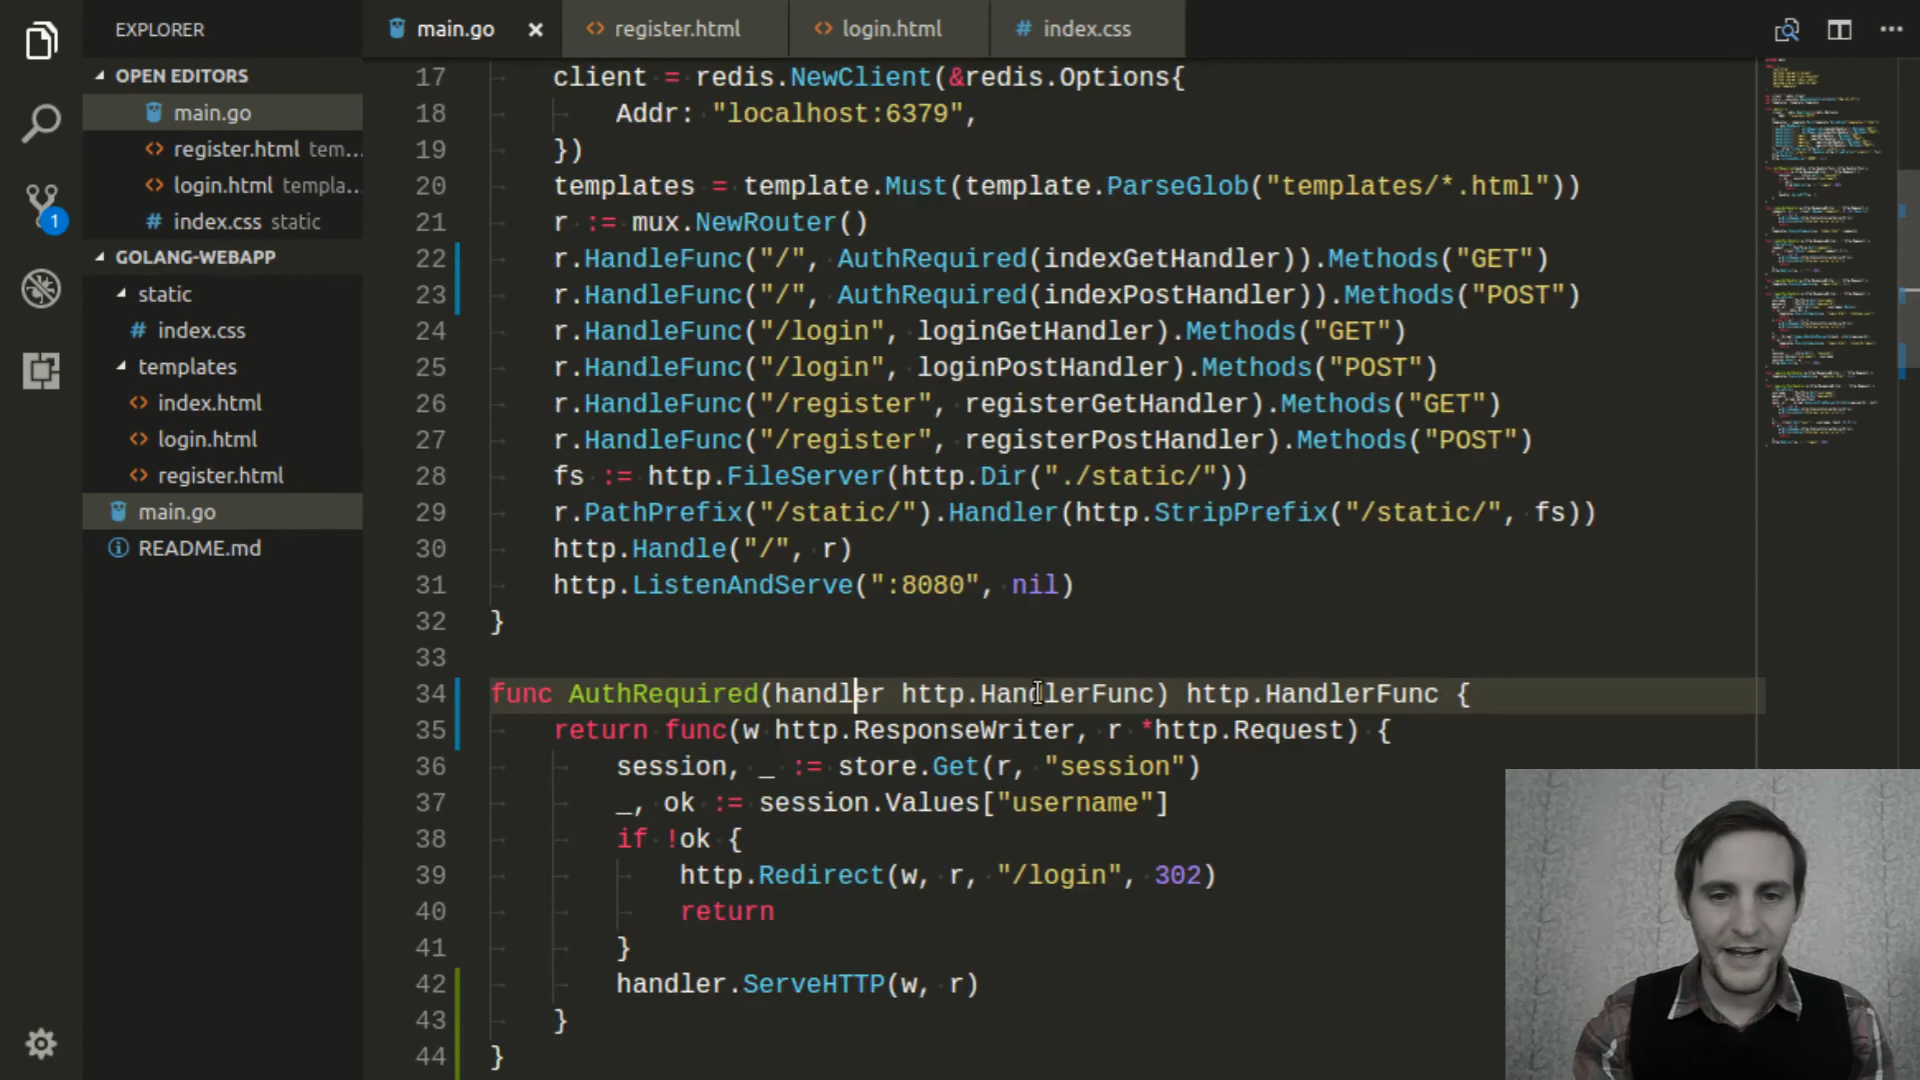 EXPLORER
OPEN EDITORS
main.go
register.html tem...
login.html templa...
index.css static
1
GOLANG-WEBAPP
static
index.css
templates
index.html
login.html
register.html
main.go
README.md
main.go
register.html
login.html
index.css
17 client = redis.NewClient(&redis.Options{
18 Addr: "localhost:6379",
19 })
20 templates = template.Must(template.ParseGlob("templates/*.html"))
21 r := mux.NewRouter()
22 r.HandleFunc("/", AuthRequired(indexGetHandler)).Methods("GET")
23 r.HandleFunc("/", AuthRequired(indexPostHandler)).Methods("POST")
24 r.HandleFunc("/login", loginGetHandler).Methods("GET")
25 r.HandleFunc("/login", loginPostHandler).Methods("POST")
26 r.HandleFunc("/register", registerGetHandler).Methods("GET")
27 r.HandleFunc("/register", registerPostHandler).Methods("POST")
28 fs := http.FileServer(http.Dir("./static/"))
29 r.PathPrefix("/static/").Handler(http.StripPrefix("/static/", fs))
30 http.Handle("/", r)
31 http.ListenAndServe(":8080", nil)
32 }
33
34 func AuthRequired(handler http.HandlerFunc) http.HandlerFunc {
35 return func(w http.ResponseWriter, r *http.Request) {
36 session, _ := store.Get(r, "session")
37 _, ok := session.Values["username"]
38 if !ok {
39 http.Redirect(w, r, "/login", 302)
40 return
41 }
42 handler.ServeHTTP(w, r)
43 }
44 }